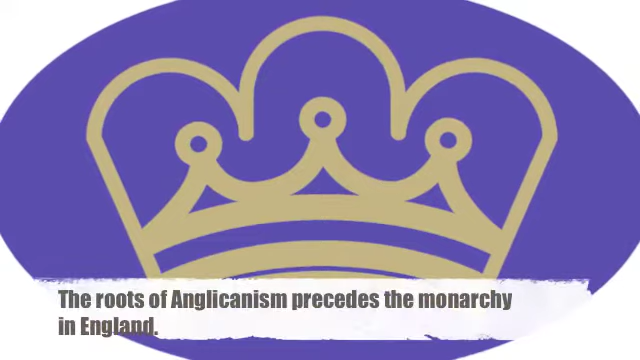 The roots of Anglicanism precedes the monarchy
in England.